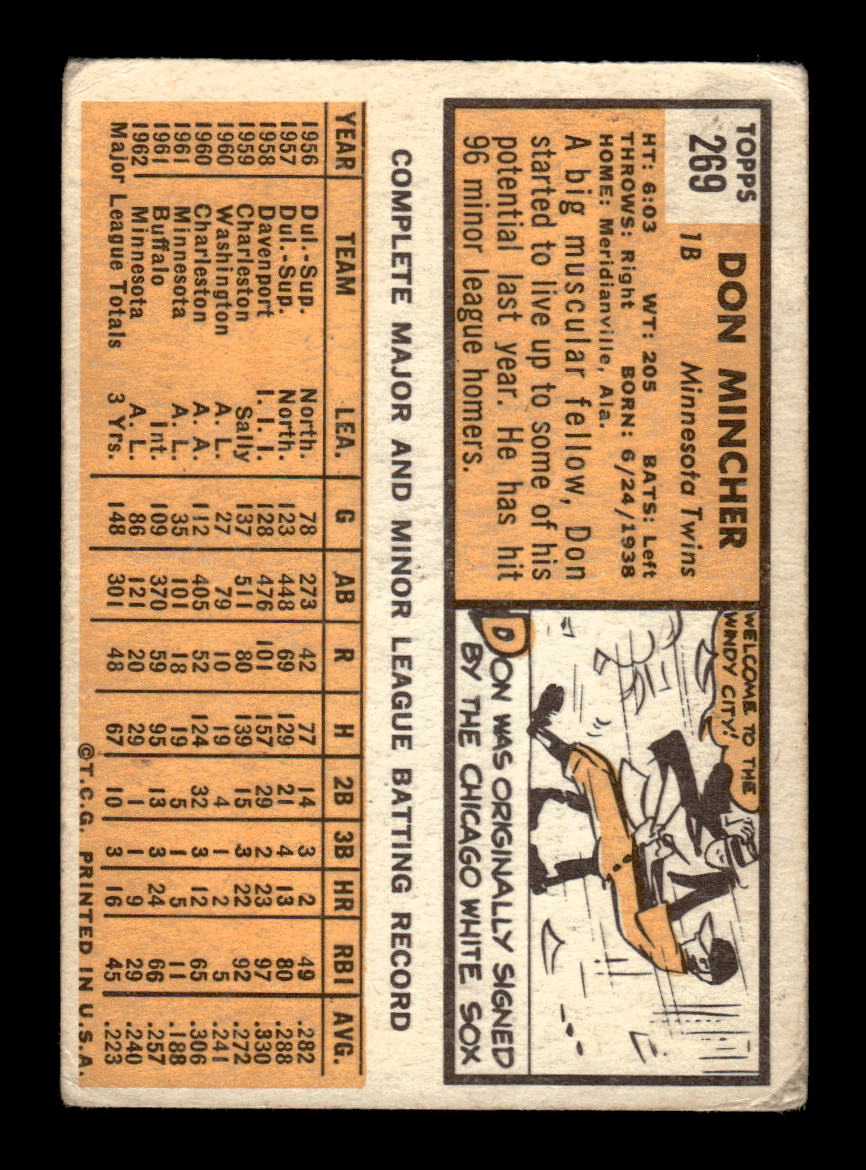 TOPPS
269
DON MINCHER
1B Minnesota Twins
HT: 6:03 WT: 205 BATS: Left
THROWS: Right BORN: 6/24/1938
HOME: Meridianville, Ala.
A big muscular fellow, Don
started to live up to some of his
potential last year. He has hit
96 minor league homers.
WELCOME TO THE
WINDY CITY!
DON WAS ORIGINALLY SIGNED
BY THE CHICAGO WHITE SOX
COMPLETE MAJOR AND MINOR LEAGUE BATTING RECORD
YEAR TEAM LEA. G AB R H 2B 3B HR RBI AVG.
1956 Dul.-Sup. North. 78 273 42 77 14 3 2 49 .282
1957 Dul.-Sup. North. 123 448 69 129 21 4 13 80 .288
1958 Davenport I. I. I. 128 476 101 157 29 2 23 97 .330
1959 Charleston Sally 137 511 80 139 15 3 22 92 .272
1960 Washington A. L. 27 79 10 19 4 1 2 5 .241
1960 Charleston A. A. 112 405 52 124 32 3 12 65 .306
1961 Minnesota A. L. 35 101 18 19 5 1 5 11 .188
1961 Buffalo Int. 109 370 59 95 13 3 24 66 .257
1962 Minnesota A. L. 86 121 20 29 1 1 9 29 .240
Major League Totals 3 Yrs. 148 301 48 67 10 3 16 45 .223
©T.C.G. PRINTED IN U.S.A.